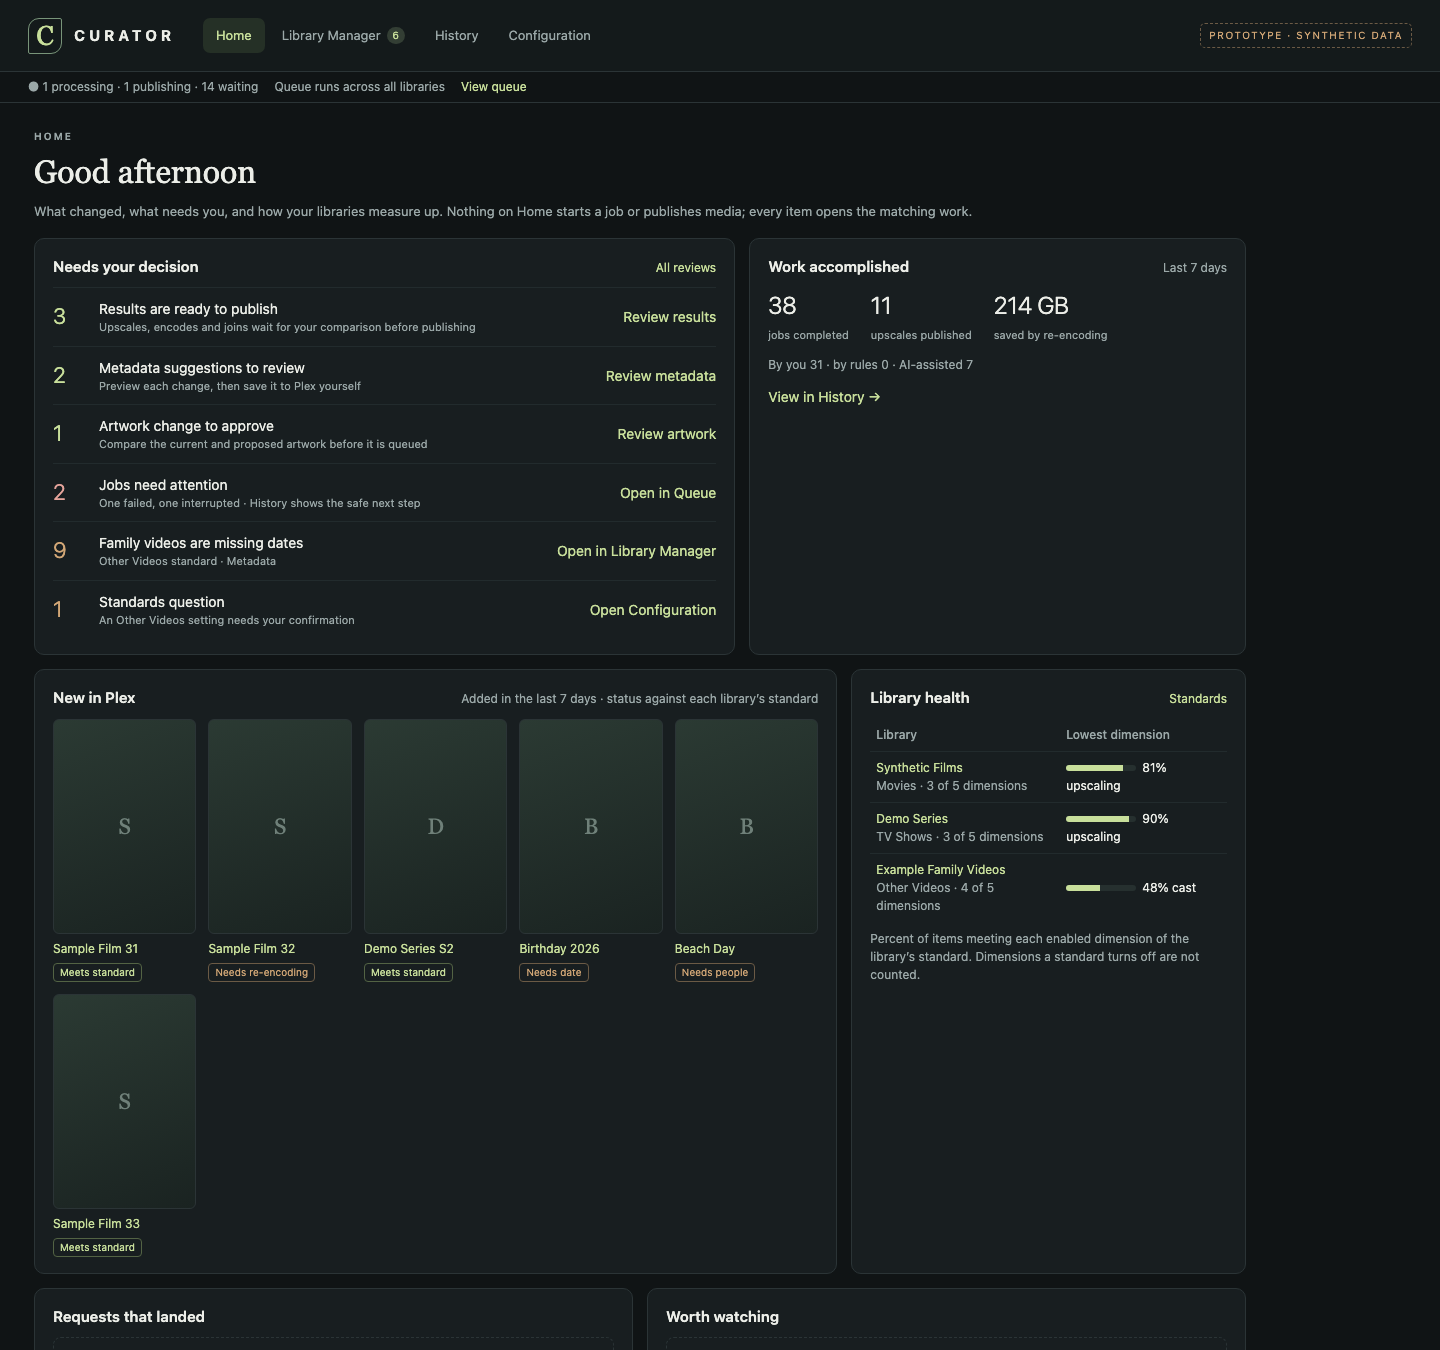 C CURATOR Home Library Manager 6 History Configuration PROTOTYPE · SYNTHETIC DATA
1 processing · 1 publishing · 14 waiting Queue runs across all libraries View queue
HOME
Good afternoon
What changed, what needs you, and how your libraries measure up. Nothing on Home starts a job or publishes media; every item opens the matching work.
Needs your decision All reviews
3 Results are ready to publish Review results
Upscales, encodes and joins wait for your comparison before publishing
2 Metadata suggestions to review Review metadata
Preview each change, then save it to Plex yourself
1 Artwork change to approve Review artwork
Compare the current and proposed artwork before it is queued
2 Jobs need attention Open in Queue
One failed, one interrupted · History shows the safe next step
9 Family videos are missing dates Open in Library Manager
Other Videos standard · Metadata
1 Standards question Open Configuration
An Other Videos setting needs your confirmation
Work accomplished Last 7 days
38 11 214 GB
jobs completed upscales published saved by re-encoding
By you 31 · by rules 0 · AI-assisted 7
View in History →
New in Plex Added in the last 7 days · status against each library's standard
S S D B B
Sample Film 31 Sample Film 32 Demo Series S2 Birthday 2026 Beach Day
Meets standard Needs re-encoding Meets standard Needs date Needs people
S
Sample Film 33
Meets standard
Library health Standards
Library Lowest dimension
Synthetic Films 81%
Movies · 3 of 5 dimensions upscaling
Demo Series 90%
TV Shows · 3 of 5 dimensions upscaling
Example Family Videos
Other Videos · 4 of 5 48% cast
dimensions
Percent of items meeting each enabled dimension of the
library's standard. Dimensions a standard turns off are not
counted.
Requests that landed
Worth watching